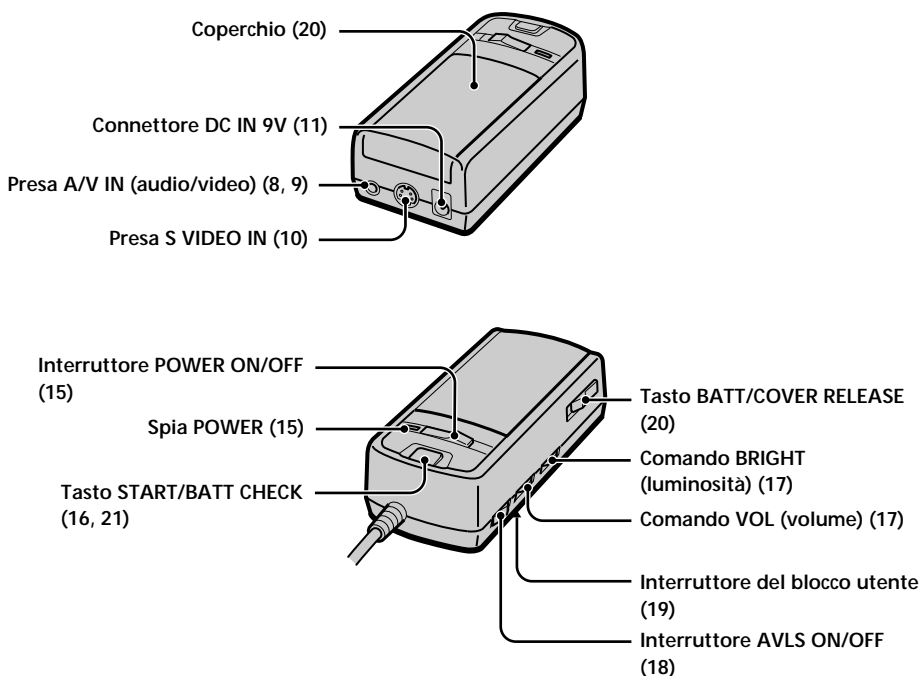 Coperchio (20)
Connettore DC IN 9V (11)
Presa A/V IN (audio/video) (8, 9)
Presa S VIDEO IN (10)
Interruttore POWER ON/OFF
(15)
Spia POWER (15)
Tasto START/BATT CHECK
(16, 21)
Tasto BATT/COVER RELEASE
(20)
Comando BRIGHT
(luminosità) (17)
Comando VOL (volume) (17)
Interruttore del blocco utente
(19)
Interruttore AVLS ON/OFF
(18)